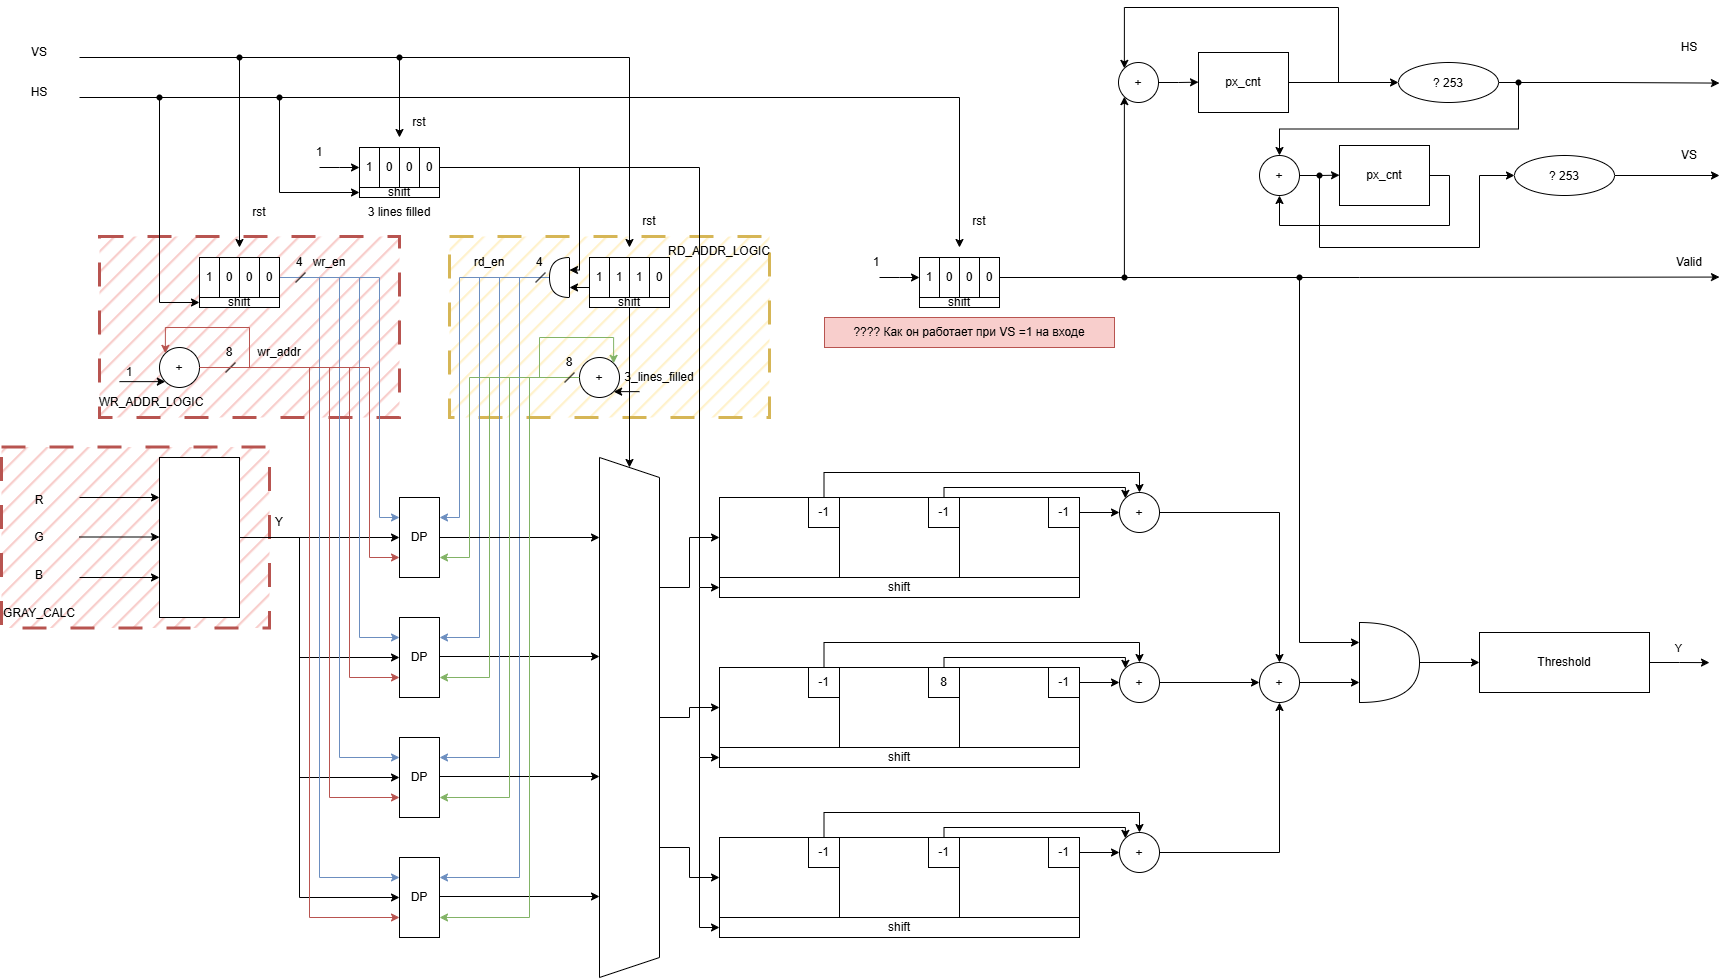 VS
HS
HS
? 253
px_cnt
+
rst
1
1 0 0 0
shift
3 lines filled
VS
? 253
px_cnt
+
rst
rst
rst
4
wr_en
1 0 0 0
shift
8
wr_addr
+
1
WR_ADDR_LOGIC
RD_ADDR_LOGIC
rd_en
4
1 1 1 0
shift
8
+
3_lines_filled
1
1 0 0 0
shift
Valid
???? Как он работает при VS =1 на входе
R
G
B
GRAY_CALC
Y
DP
DP
DP
DP
-1
-1
-1
+
shift
-1
8
-1
+
shift
+
Threshold
Y
-1
-1
-1
+
shift